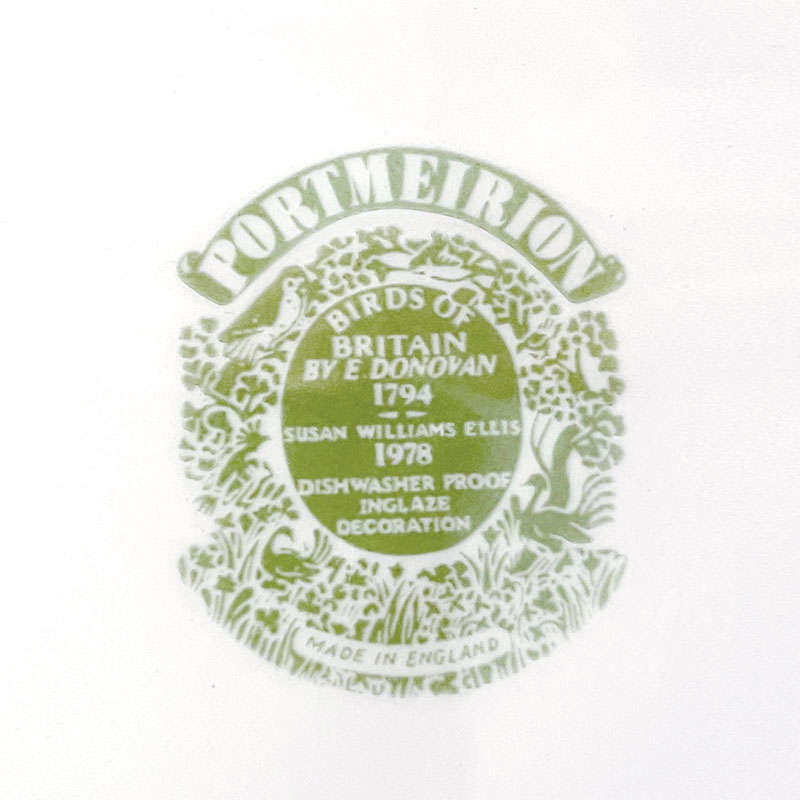 PORTMEIRION
BIRDS OF
BRITAIN
BY E. DONOVAN
1794
SUSAN WILLIAMS ELLIS
1978
DISHWASHER PROOF
INGLAZE
DECORATION
MADE IN ENGLAND